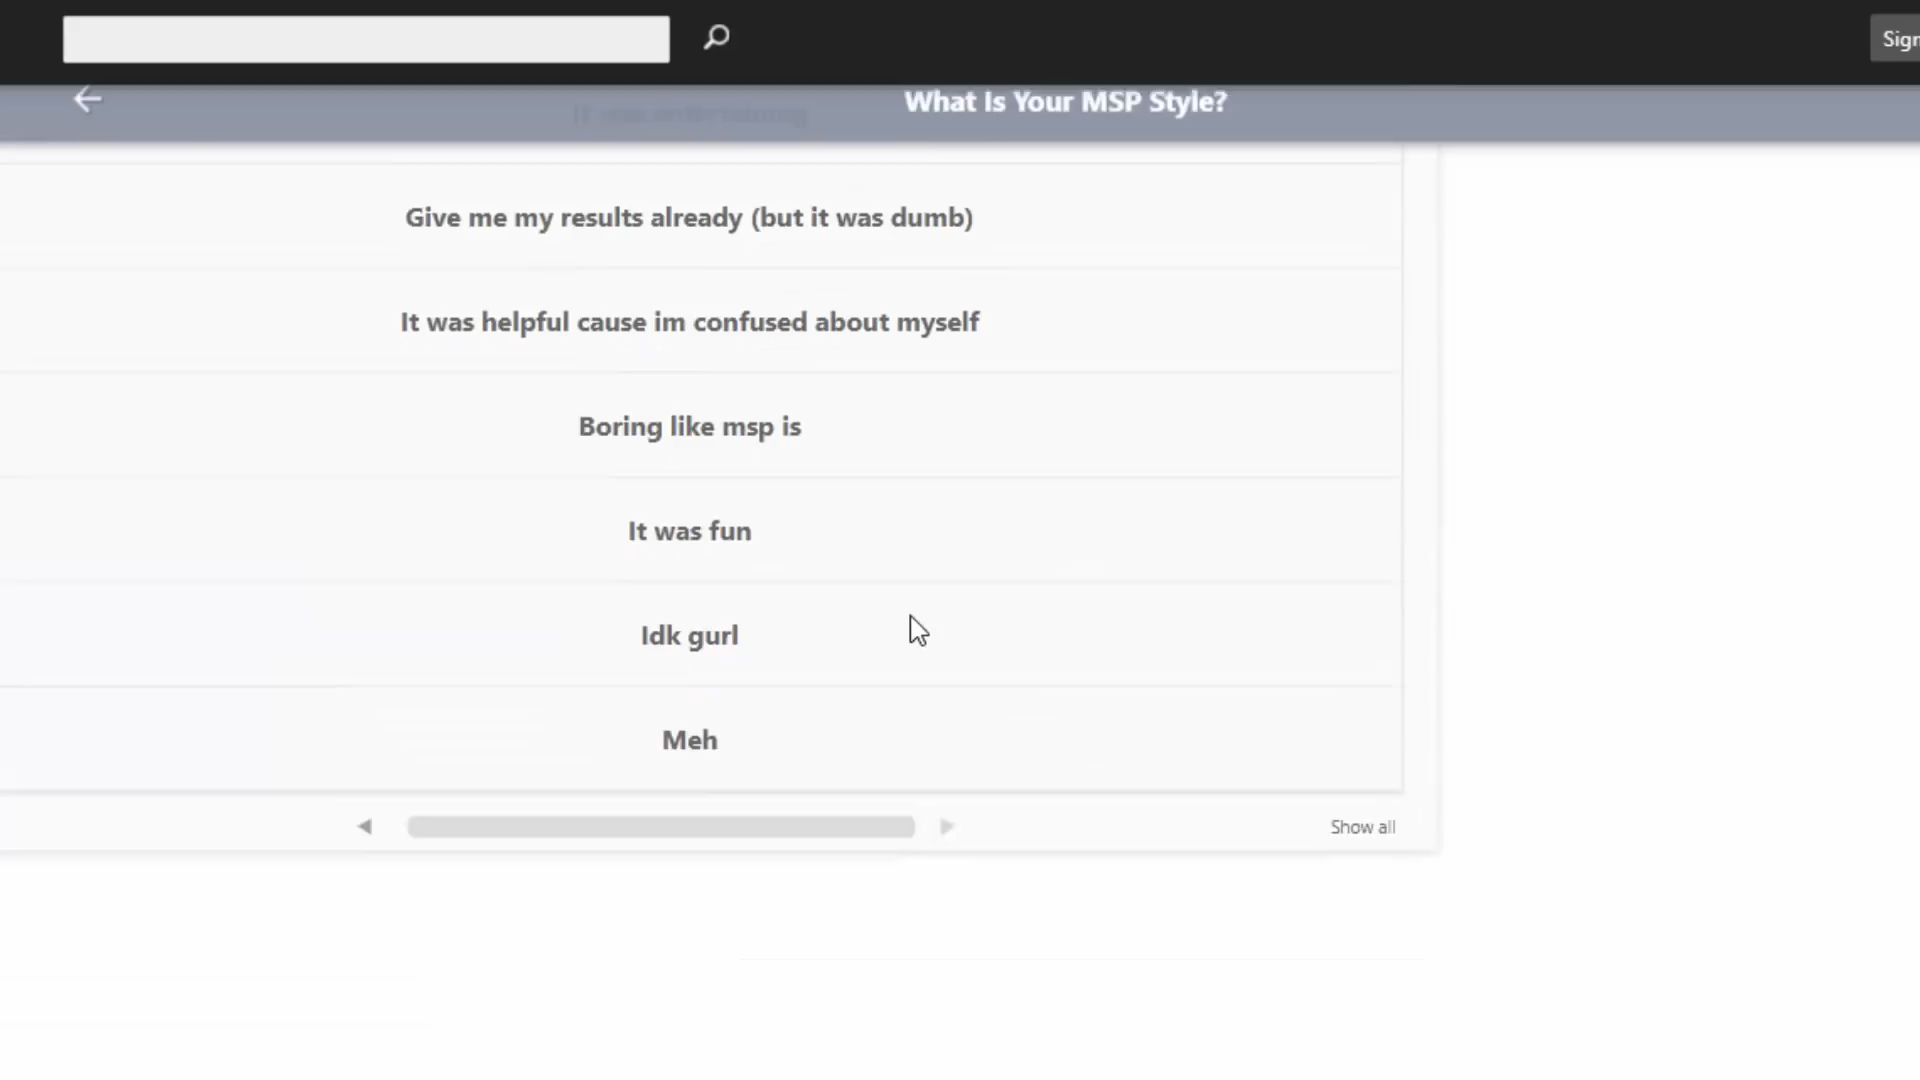 Sign
What Is Your MSP Style?
Give me my results already (but it was dumb)
It was helpful cause im confused about myself
Boring like msp is
It was fun
Idk gurl
Meh
Show all